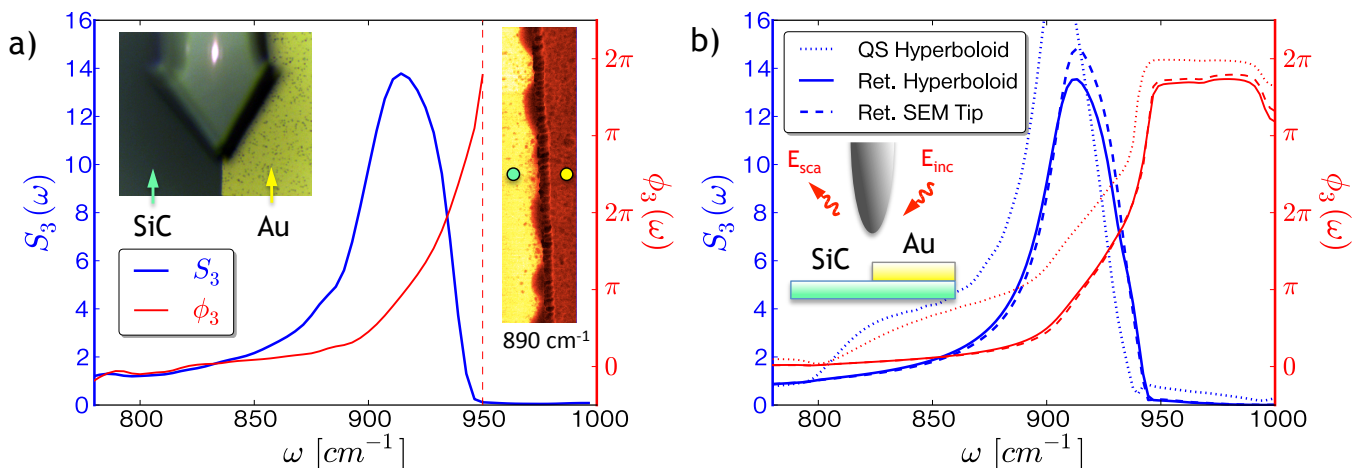 a)
16
14
12
10
8
6
4
2
0
S₃(ω)
SiC
Au
S₃
ϕ₃
890 cm⁻¹
2π
π
2π
π
0
ϕ₃(ω)
800 850 900 950 1000
ω [cm⁻¹]
b)
16
14
12
10
8
6
4
2
0
S₃(ω)
QS Hyperboloid
Ret. Hyperboloid
Ret. SEM Tip
E_sca
E_inc
SiC
Au
2π
π
2π
π
0
ϕ₃(ω)
800 850 900 950 1000
ω [cm⁻¹]